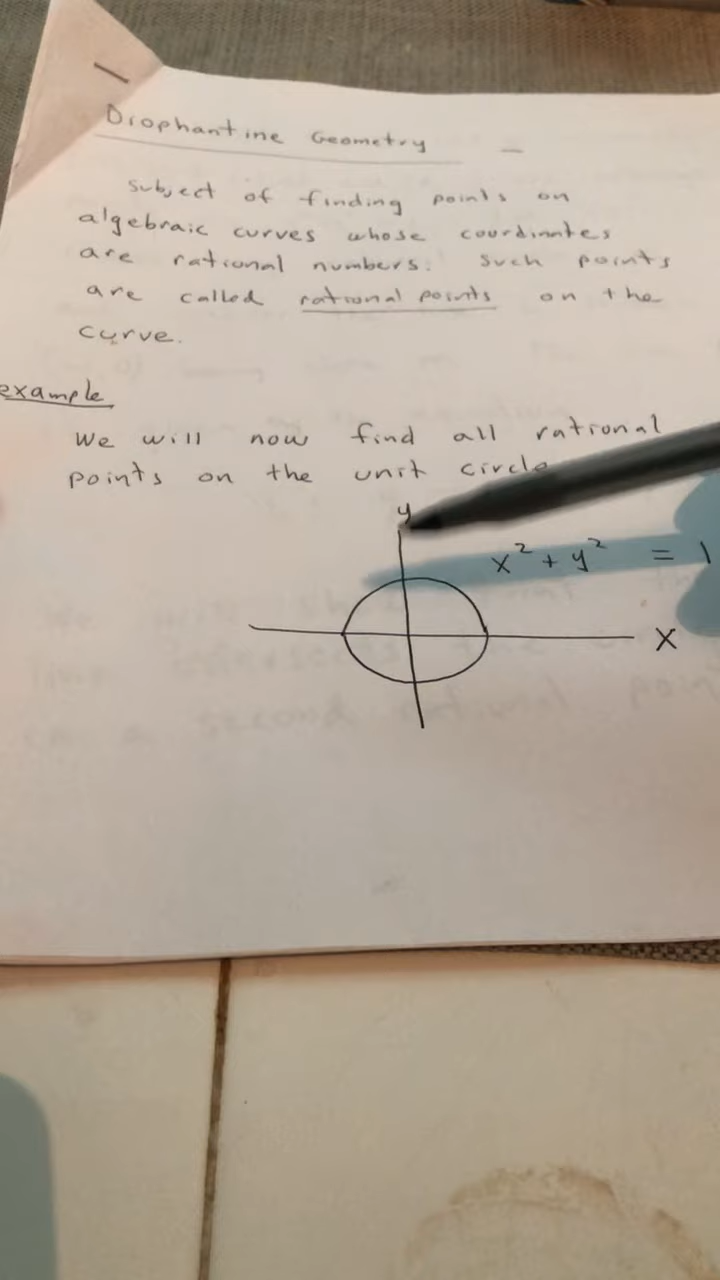 Diophantine Geometry
Subject of finding points on
algebraic curves whose coordinates
are rational numbers. Such points
are called rational points on the
curve.
example
We will now find all rational
points on the unit circle
y
x² + y² = 1
x